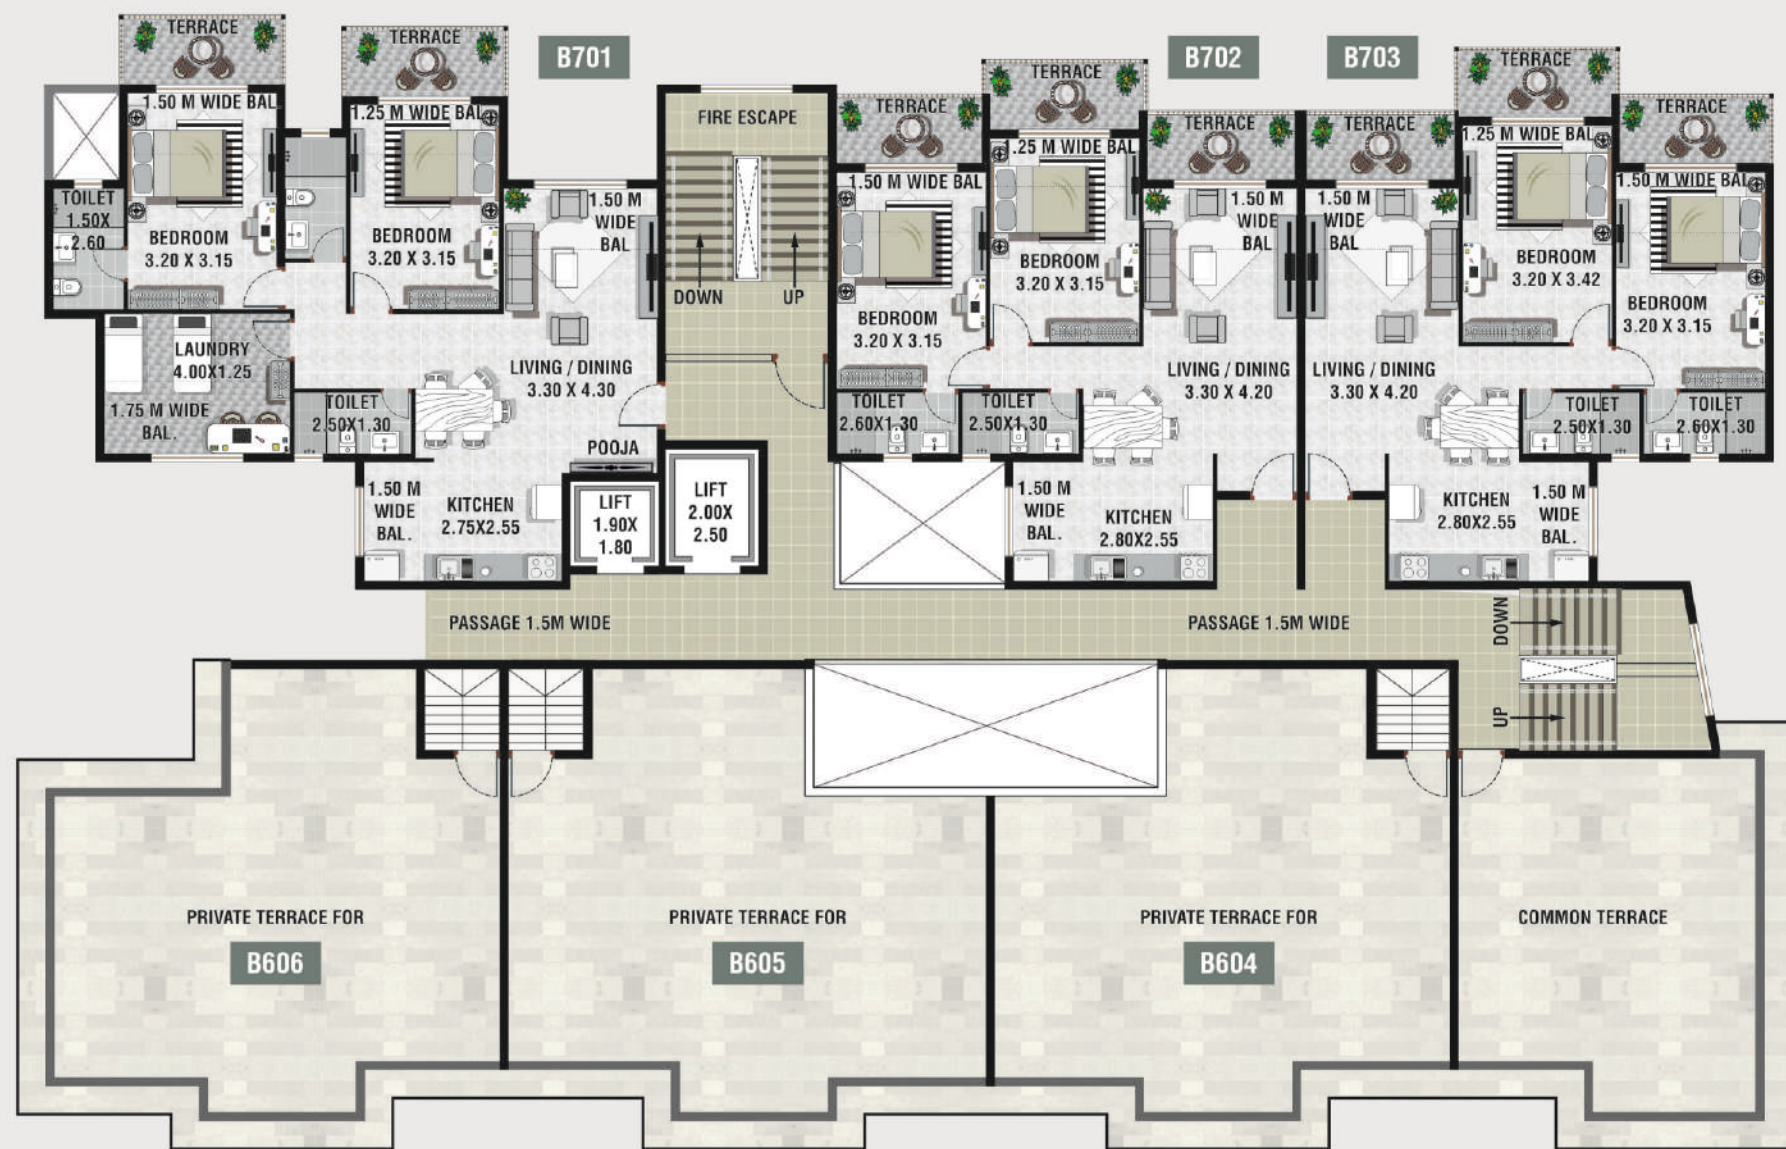 B701
TERRACE
1.50 M WIDE BAL
TERRACE
1.25 M WIDE BAL
TOILET
1.50X
2.60
BEDROOM
3.20 X 3.15
BEDROOM
3.20 X 3.15
1.50 M
WIDE
BAL
LAUNDRY
4.00X1.25
1.75 M WIDE
BAL.
TOILET
2.50X1.30
LIVING / DINING
3.30 X 4.30
POOJA
1.50 M
WIDE
BAL.
KITCHEN
2.75X2.55
LIFT
1.90X
1.80
LIFT
2.00X
2.50
FIRE ESCAPE
DOWN
UP
B702
TERRACE
1.50 M WIDE BAL
TERRACE
1.25 M WIDE BAL
TERRACE
1.50 M
WIDE
BAL
BEDROOM
3.20 X 3.15
BEDROOM
3.20 X 3.15
LIVING / DINING
3.30 X 4.20
TOILET
2.60X1.30
TOILET
2.50X1.30
1.50 M
WIDE
BAL.
KITCHEN
2.80X2.55
B703
TERRACE
1.50 M
WIDE
BAL
TERRACE
1.25 M WIDE BAL
TERRACE
1.50 M WIDE BAL
BEDROOM
3.20 X 3.42
BEDROOM
3.20 X 3.15
LIVING / DINING
3.30 X 4.20
TOILET
2.50X1.30
TOILET
2.60X1.30
KITCHEN
2.80X2.55
1.50 M
WIDE
BAL.
PASSAGE 1.5M WIDE
PASSAGE 1.5M WIDE
DOWN
UP
PRIVATE TERRACE FOR
B606
PRIVATE TERRACE FOR
B605
PRIVATE TERRACE FOR
B604
COMMON TERRACE